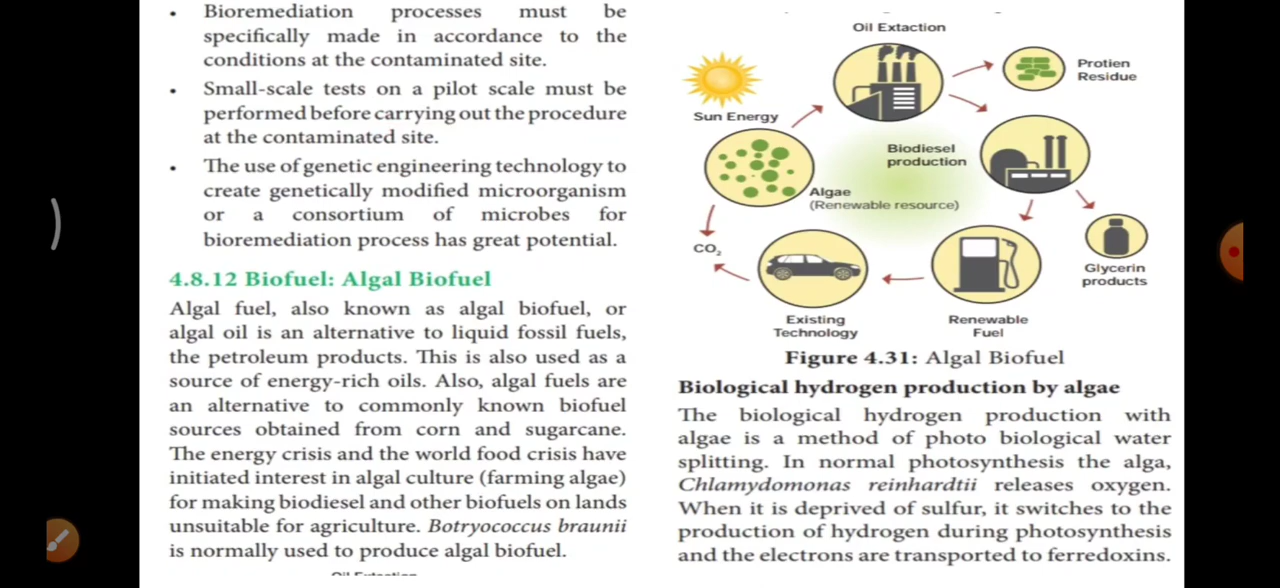 • Bioremediation processes must be
specifically made in accordance to the
conditions at the contaminated site.
• Small-scale tests on a pilot scale must be
performed before carrying out the procedure
at the contaminated site.
• The use of genetic engineering technology to
create genetically modified microorganism
or a consortium of microbes for
bioremediation process has great potential.
4.8.12 Biofuel: Algal Biofuel
Algal fuel, also known as algal biofuel, or
algal oil is an alternative to liquid fossil fuels,
the petroleum products. This is also used as a
source of energy-rich oils. Also, algal fuels are
an alternative to commonly known biofuel
sources obtained from corn and sugarcane.
The energy crisis and the world food crisis have
initiated interest in algal culture (farming algae)
for making biodiesel and other biofuels on lands
unsuitable for agriculture. Botryococcus braunii
is normally used to produce algal biofuel.
Oil Extaction
Protien
Residue
Sun Energy
Biodiesel
production
Algae
(Renewable resource)
CO₂
Glycerin
products
Existing
Technology
Renewable
Fuel
Figure 4.31: Algal Biofuel
Biological hydrogen production by algae
The biological hydrogen production with
algae is a method of photo biological water
splitting. In normal photosynthesis the alga,
Chlamydomonas reinhardtii releases oxygen.
When it is deprived of sulfur, it switches to the
production of hydrogen during photosynthesis
and the electrons are transported to ferredoxins.